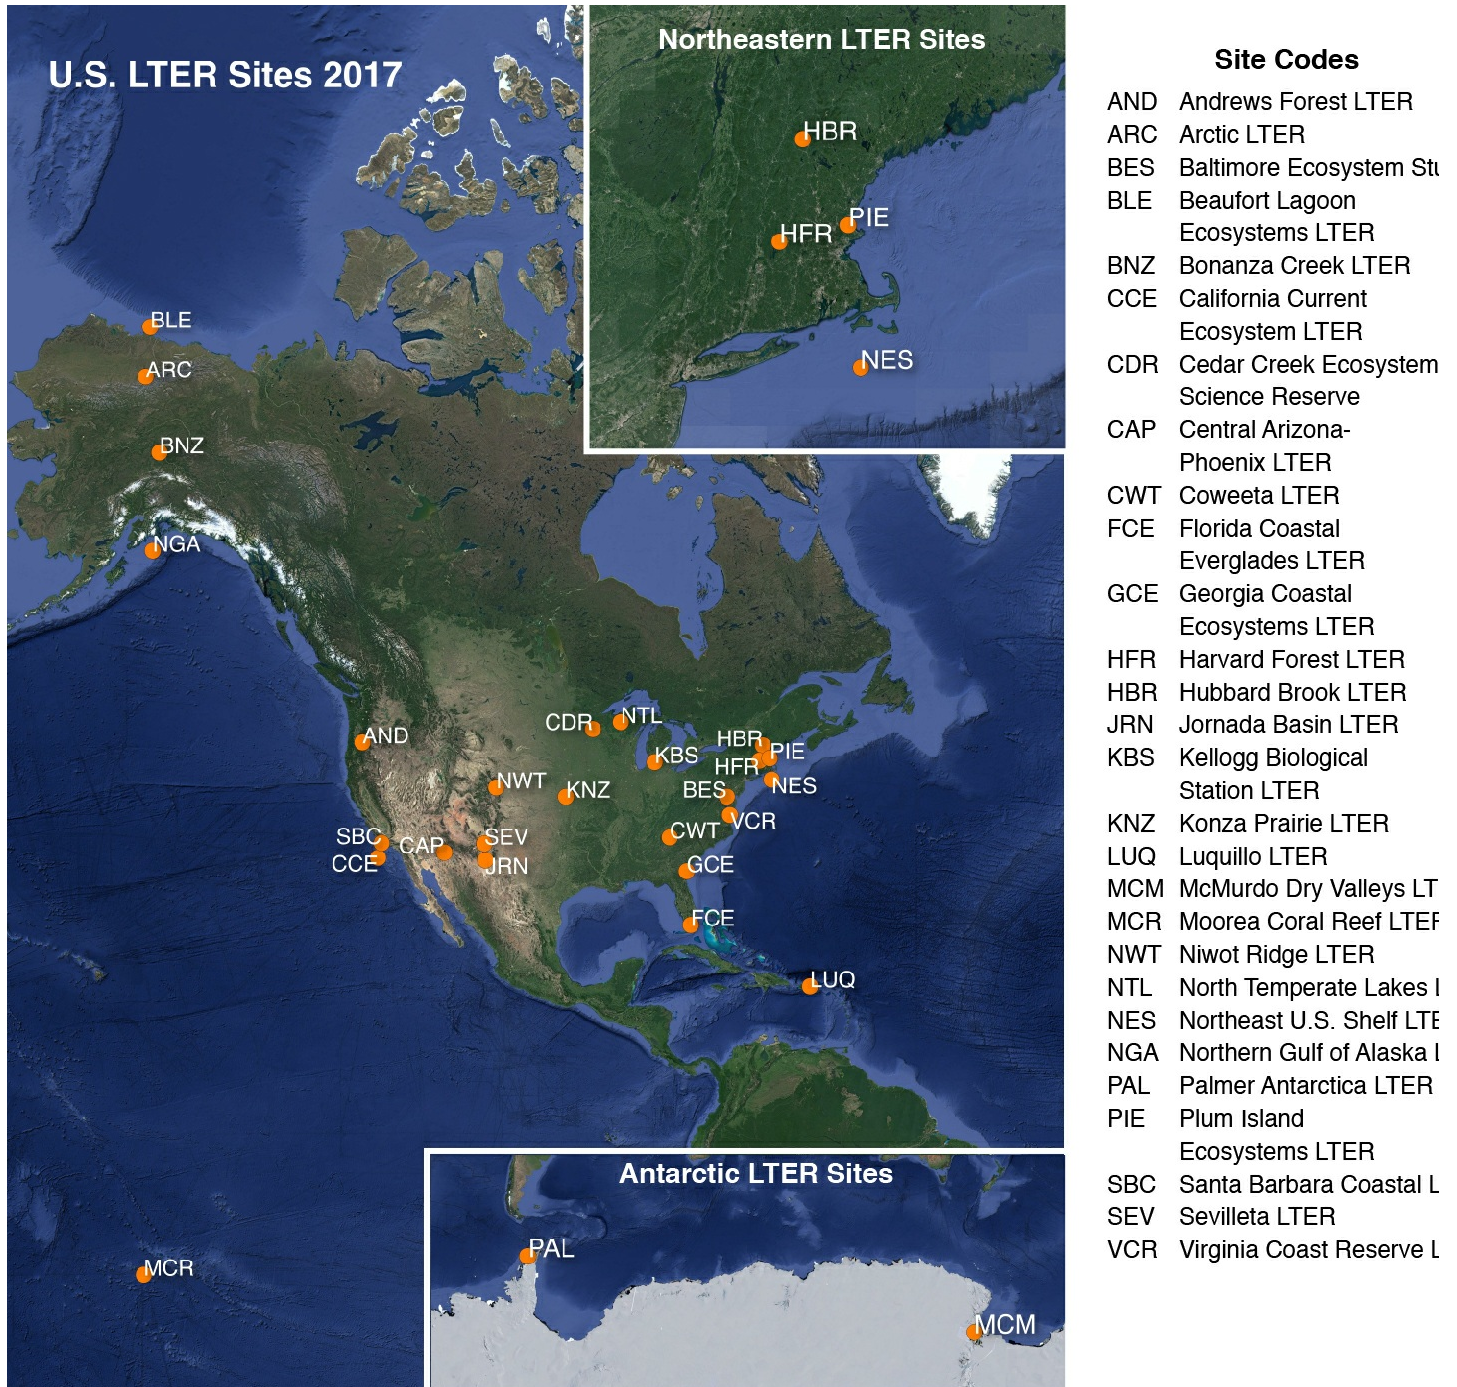 U.S. LTER Sites 2017
BLE
ARC
BNZ
NGA
AND
CDR
NTL
KBS
HBR
PIE
HFR
NES
NWT
KNZ
BES
VCR
SBC
CAP
SEV
CWT
CCE
JRN
GCE
FCE
LUQ
MCR
Northeastern LTER Sites
HBR
PIE
HFR
NES
Antarctic LTER Sites
PAL
MCM
Site Codes
AND Andrews Forest LTER
ARC Arctic LTER
BES Baltimore Ecosystem Stu
BLE Beaufort Lagoon
Ecosystems LTER
BNZ Bonanza Creek LTER
CCE California Current
Ecosystem LTER
CDR Cedar Creek Ecosystem
Science Reserve
CAP Central Arizona-
Phoenix LTER
CWT Coweeta LTER
FCE Florida Coastal
Everglades LTER
GCE Georgia Coastal
Ecosystems LTER
HFR Harvard Forest LTER
HBR Hubbard Brook LTER
JRN Jornada Basin LTER
KBS Kellogg Biological
Station LTER
KNZ Konza Prairie LTER
LUQ Luquillo LTER
MCM McMurdo Dry Valleys LT
MCR Moorea Coral Reef LTER
NWT Niwot Ridge LTER
NTL North Temperate Lakes L
NES Northeast U.S. Shelf LTE
NGA Northern Gulf of Alaska L
PAL Palmer Antarctica LTER
PIE Plum Island
Ecosystems LTER
SBC Santa Barbara Coastal L
SEV Sevilleta LTER
VCR Virginia Coast Reserve L